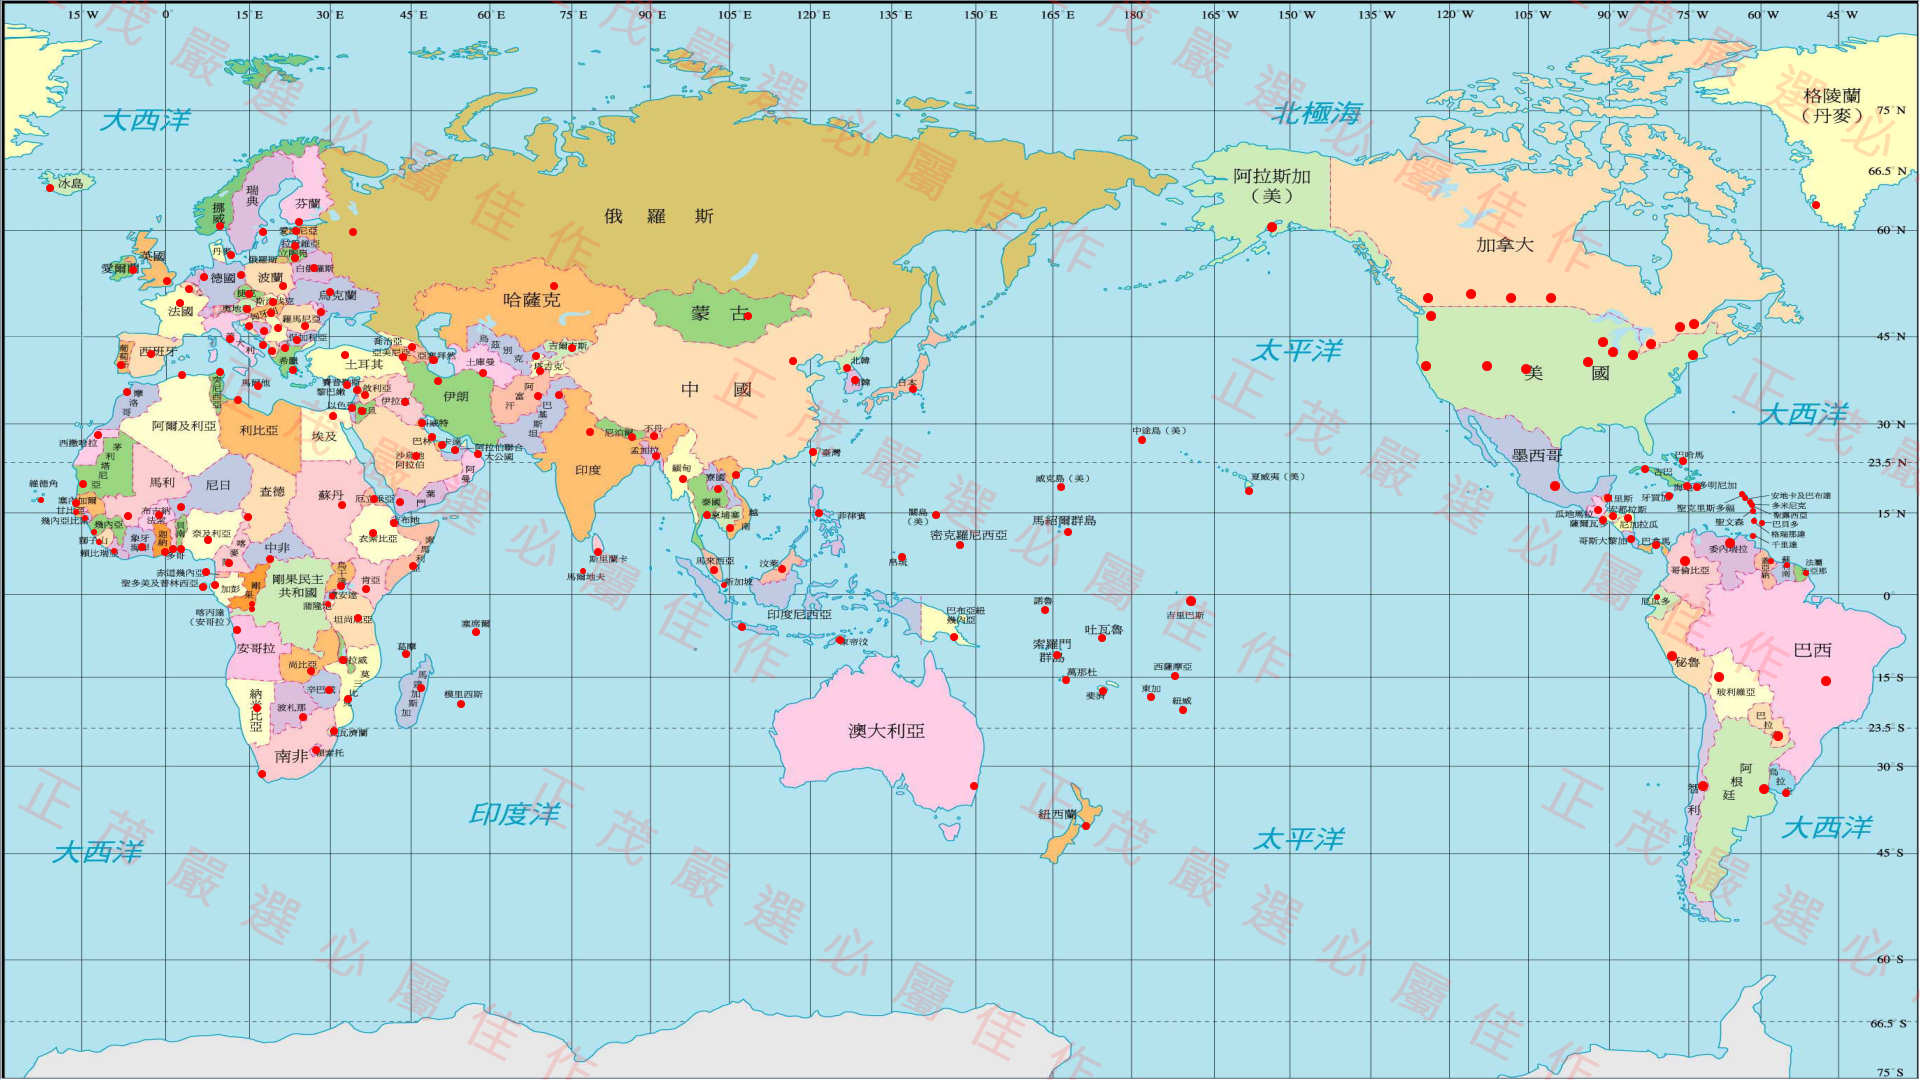 15°W 0° 15°E 30°E 45°E 60°E 75°E 90°E 105°E 120°E 135°E 150°E 165°E 180° 165°W 150°W 135°W 120°W 105°W 90°W 75°W 60°W 45°W
75°N
66.5°N
60°N
45°N
30°N
23.5°N
15°N
0°
15°S
23.5°S
30°S
45°S
60°S
66.5°S
75°S
大西洋
北極海
太平洋
大西洋
印度洋
大西洋
太平洋
大西洋
格陵蘭
（丹麥）
阿拉斯加
（美）
加拿大
美國
墨西哥
冰島
挪威
瑞典
芬蘭
俄羅斯
英國
愛爾蘭
丹麥
俄羅斯
德國
波蘭
白俄羅斯
烏克蘭
法國
羅馬尼亞
西班牙
希臘
馬爾他
突尼西亞
土耳其
喬治亞
哈薩克
蒙古
中國
北韓
南韓
日本
土庫曼
伊朗
阿富汗
巴基斯坦
印度
尼泊爾
不丹
孟加拉
緬甸
寮國
泰國
柬埔寨
越南
臺灣
菲律賓
斯里蘭卡
馬爾地夫
馬來西亞
新加坡
汶萊
印度尼西亞
東帝汶
巴布亞紐
幾內亞
澳大利亞
紐西蘭
摩洛哥
阿爾及利亞
利比亞
埃及
西撒哈拉
茅利塔尼亞
馬利
尼日
查德
蘇丹
厄立垂亞
吉布地
衣索比亞
索馬利亞
維德角
塞內加爾
甘比亞
幾內亞比索
幾內亞
獅子山
賴比瑞亞
象牙海岸
迦納
多哥
貝南
奈及利亞
喀麥隆
中非
赤道幾內亞
聖多美及普林西亞
加彭
剛果
剛果民主
共和國
烏干達
肯亞
盧安達
蒲隆地
坦尚尼亞
喀丙達
（安哥拉）
安哥拉
尚比亞
馬拉威
莫三比克
辛巴威
波札那
納米比亞
南非
史瓦濟蘭
賴索托
馬達加斯加
葛摩
塞席爾
模里西斯
以色列
黎巴嫩
敘利亞
伊拉克
科威特
巴林
卡達
沙烏地
阿拉伯
阿拉伯聯合
大公國
阿曼
葉門
中途島（美）
夏威夷（美）
威克島（美）
關島
（美）
馬紹爾群島
密克羅尼西亞
帛琉
諾魯
吉里巴斯
吐瓦魯
索羅門
群島
萬那杜
斐濟
西薩摩亞
東加
紐威
巴哈馬
古巴
海地
多明尼加
牙買加
貝里斯
瓜地馬拉
宏都拉斯
薩爾瓦多
尼加拉瓜
哥斯大黎加
巴拿馬
安地卡及巴布達
多米尼克
聖克里斯多福
聖露西亞
聖文森
巴貝多
格瑞那達
千里達
委內瑞拉
哥倫比亞
蓋亞納
蘇利南
法屬
圭亞那
厄瓜多
秘魯
巴西
玻利維亞
巴拉圭
阿根廷
烏拉圭
智利
正茂嚴選必屬佳作